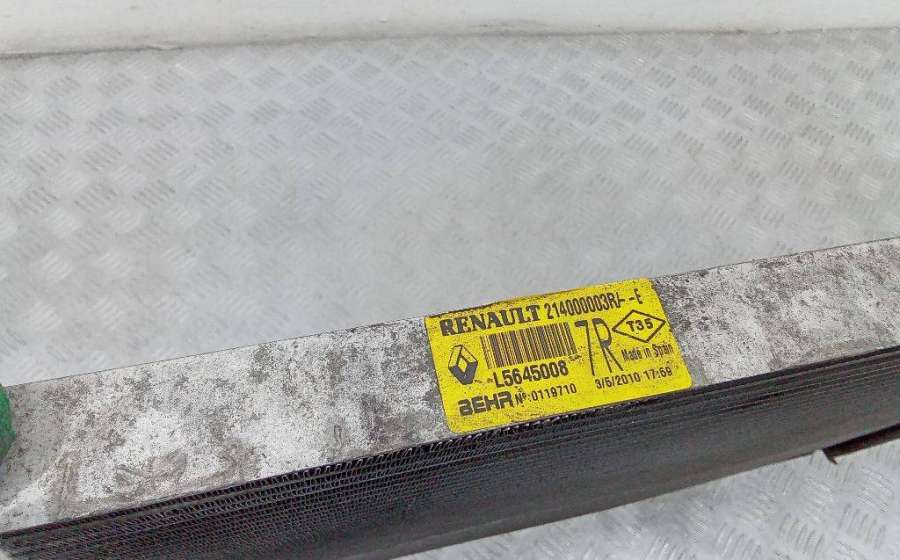 RENAULT 214000003R/--E
7R
T35
L5645008
Made in Spain
BEHR Nº:0119710
3/5/2010 17:59